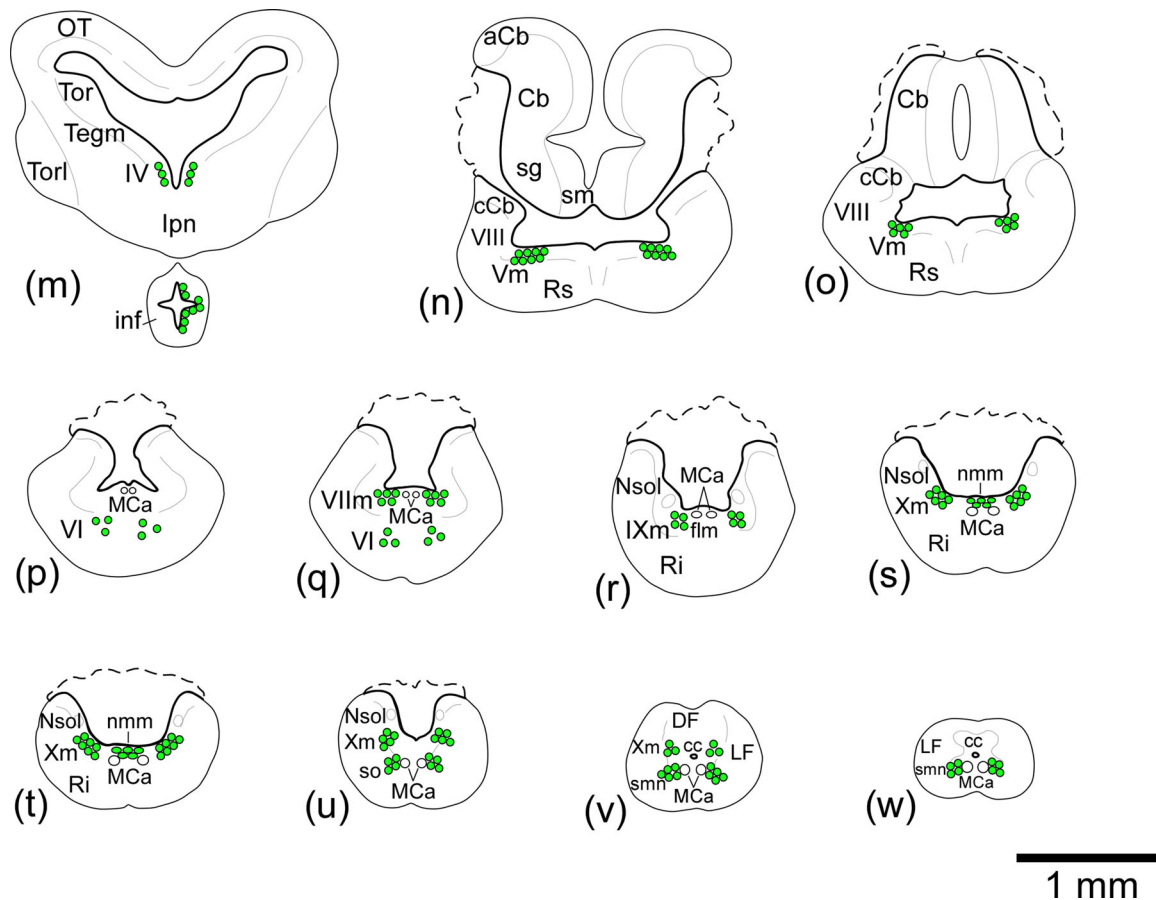 OT
Tor
Tegm
Torl
IV
Ipn
(m)
inf
aCb
Cb
sg
sm
cCb
VIII
Vm
Rs
(n)
Cb
cCb
VIII
Vm
Rs
(o)
MCa
VI
(p)
VIIm
MCa
VI
(q)
MCa
Nsol
IXm
flm
Ri
(r)
Nsol
nmm
Xm
MCa
Ri
(s)
Nsol
nmm
Xm
MCa
Ri
(t)
Nsol
Xm
so
MCa
(u)
DF
Xm
cc
LF
smn
MCa
(v)
LF
cc
smn
MCa
(w)
1 mm